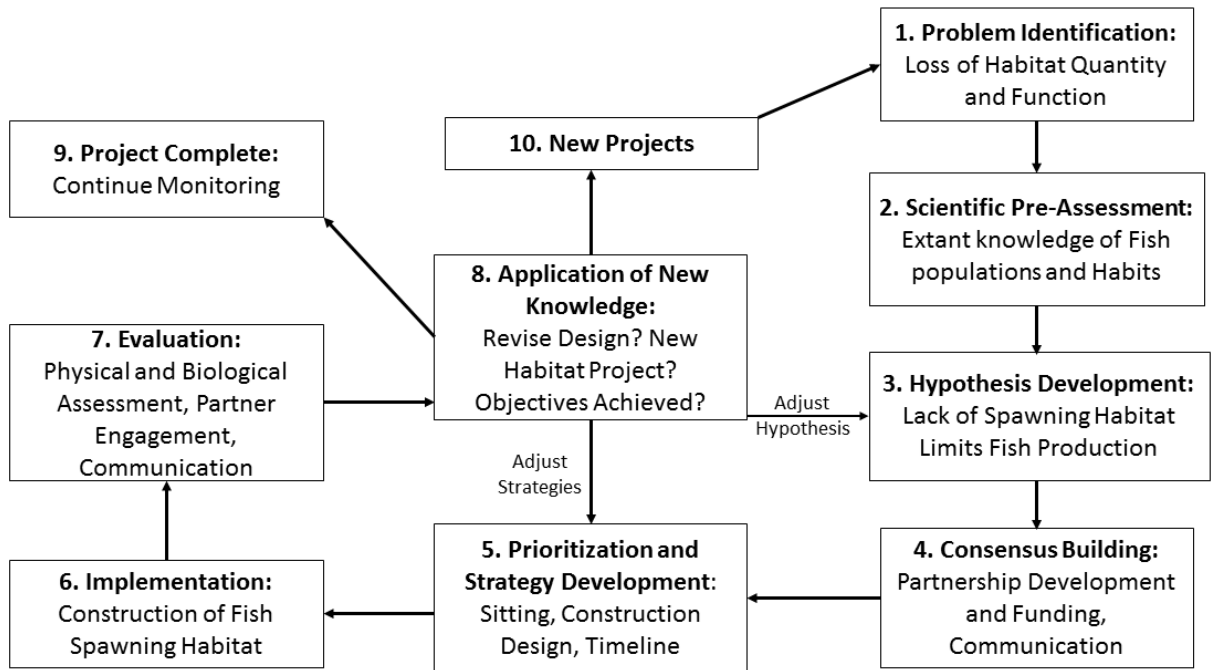 1. Problem Identification:
Loss of Habitat Quantity
and Function
10. New Projects
9. Project Complete:
Continue Monitoring
2. Scientific Pre-Assessment:
Extant knowledge of Fish
populations and Habits
8. Application of New
Knowledge:
Revise Design? New
Habitat Project?
Objectives Achieved?
7. Evaluation:
Physical and Biological
Assessment, Partner
Engagement,
Communication
3. Hypothesis Development:
Lack of Spawning Habitat
Limits Fish Production
Adjust
Hypothesis
Adjust
Strategies
5. Prioritization and
Strategy Development:
Sitting, Construction
Design, Timeline
4. Consensus Building:
Partnership Development
and Funding,
Communication
6. Implementation:
Construction of Fish
Spawning Habitat